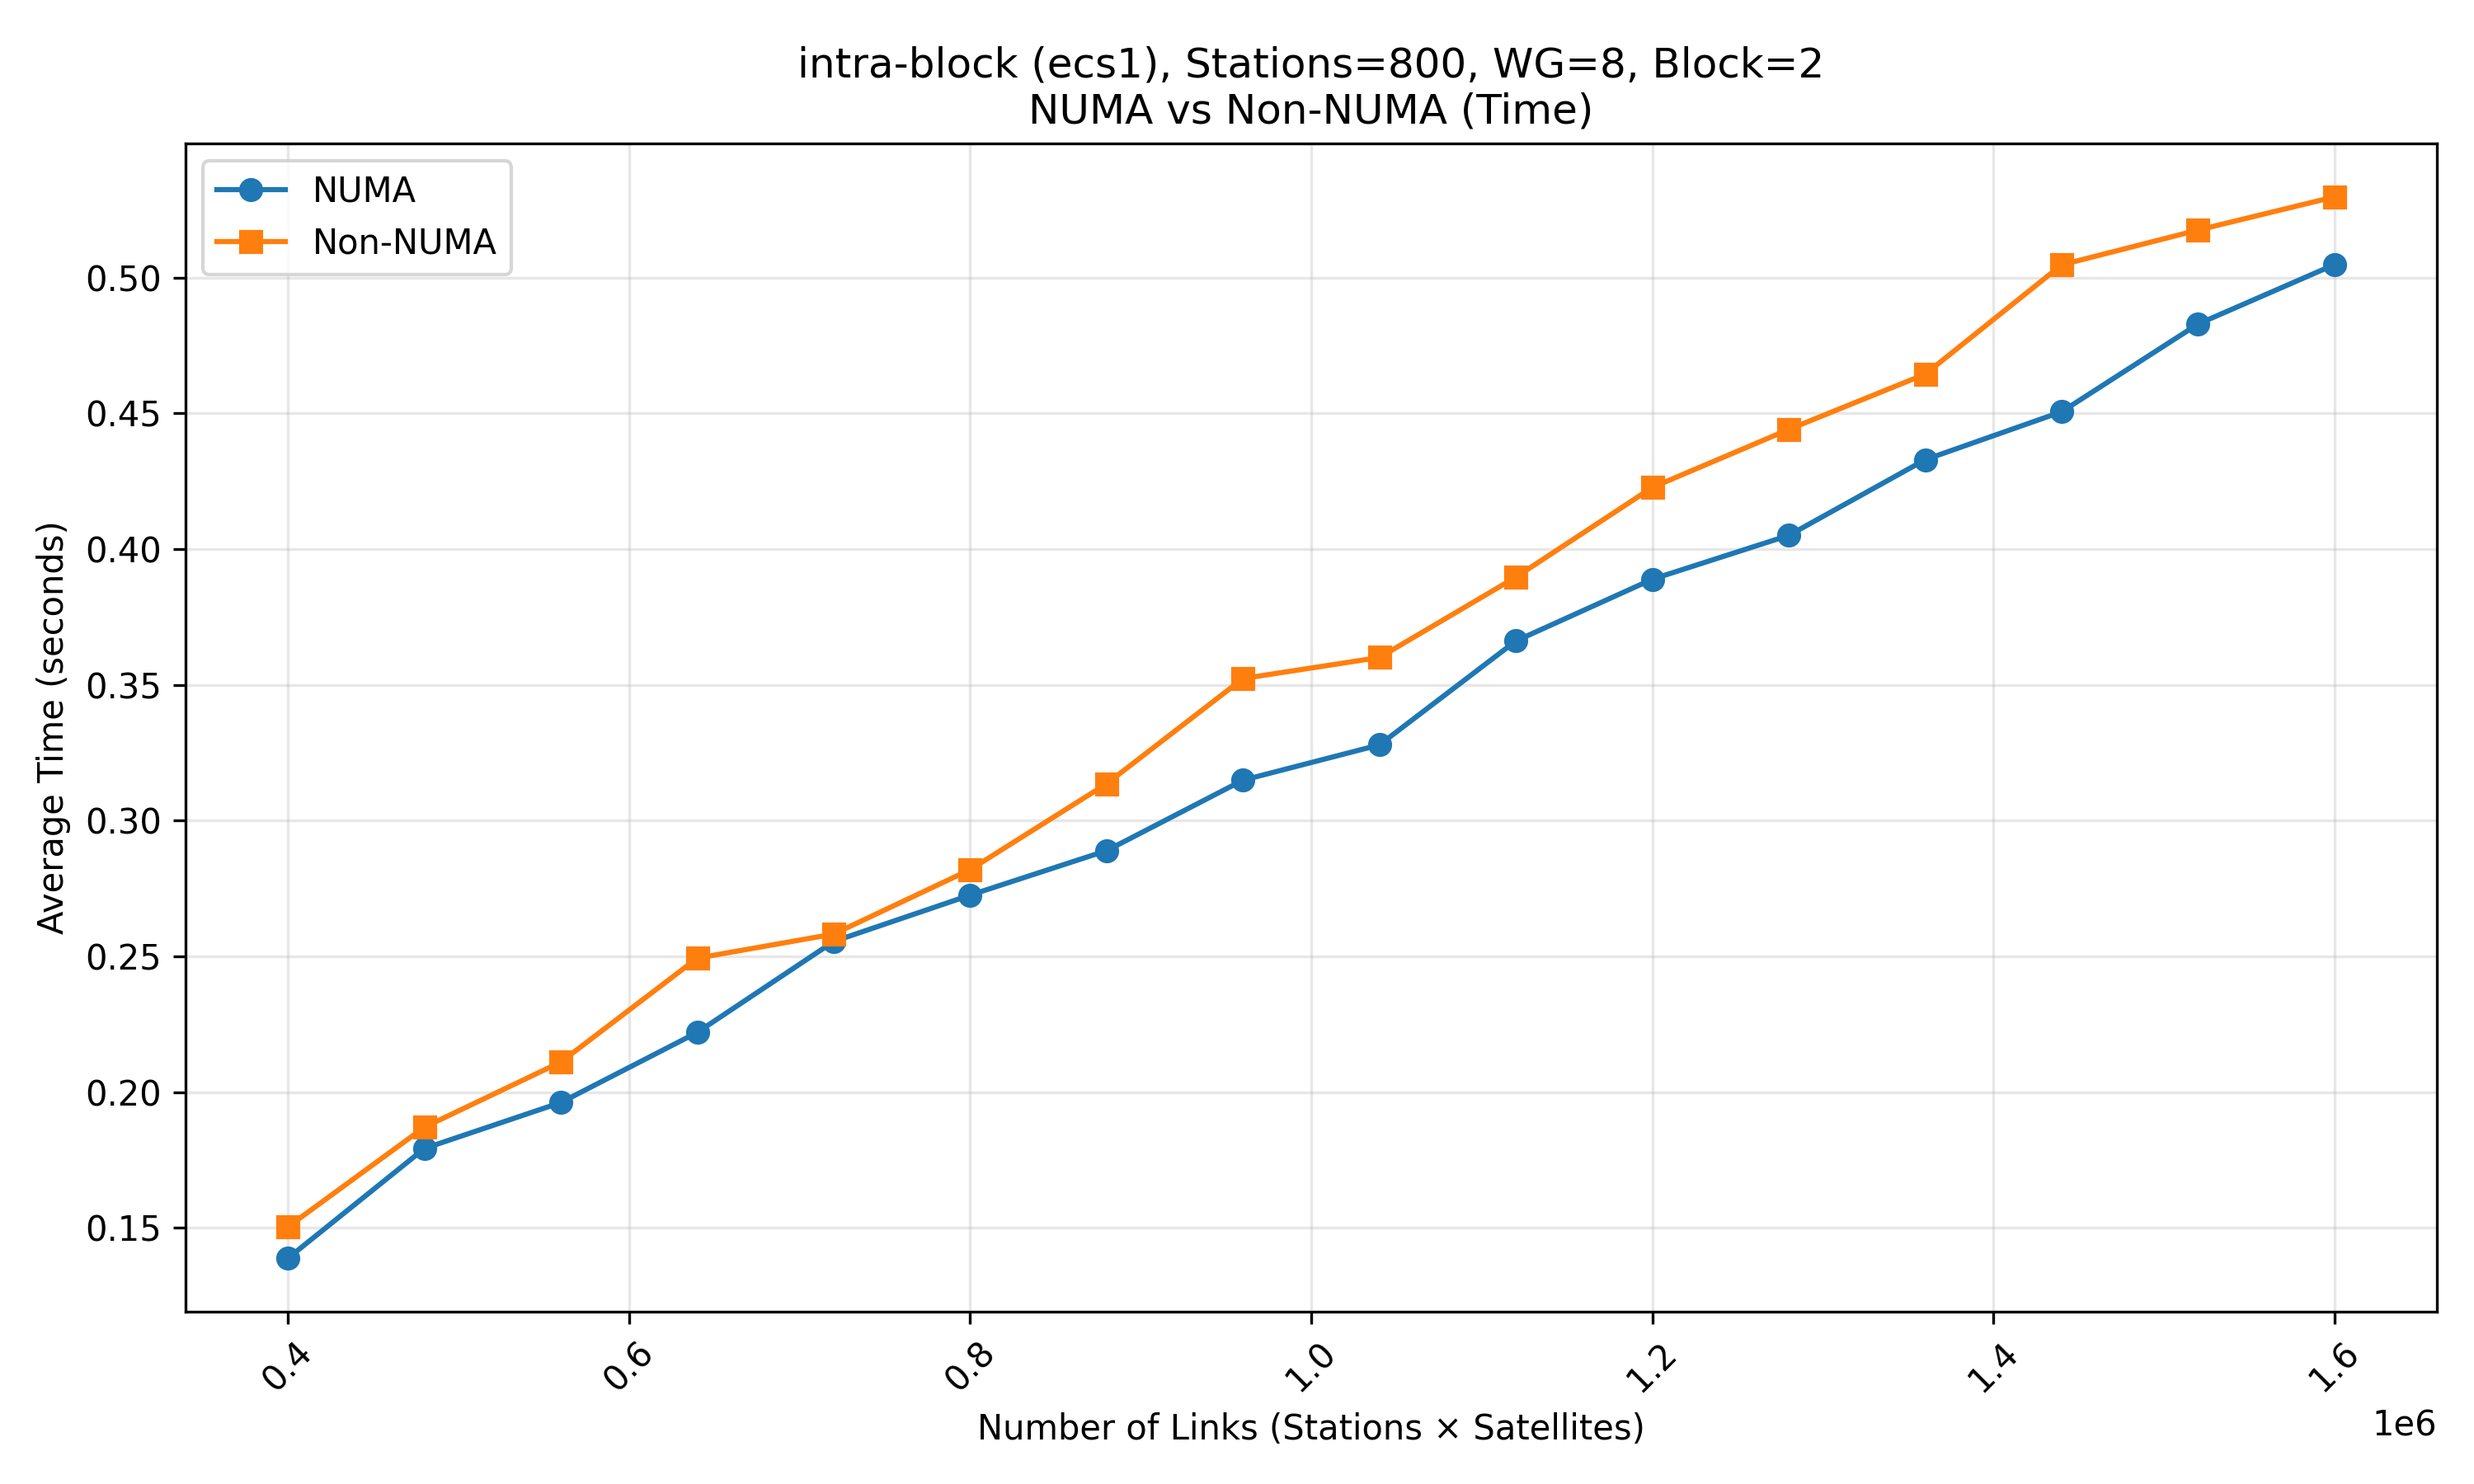 intra-block (ecs1), Stations=800, WG=8, Block=2
NUMA vs Non-NUMA (Time)
NUMA
Non-NUMA
Average Time (seconds)
0.50
0.45
0.40
0.35
0.30
0.25
0.20
0.15
0.4
0.6
0.8
1.0
1.2
1.4
1.6
1e6
Number of Links (Stations × Satellites)